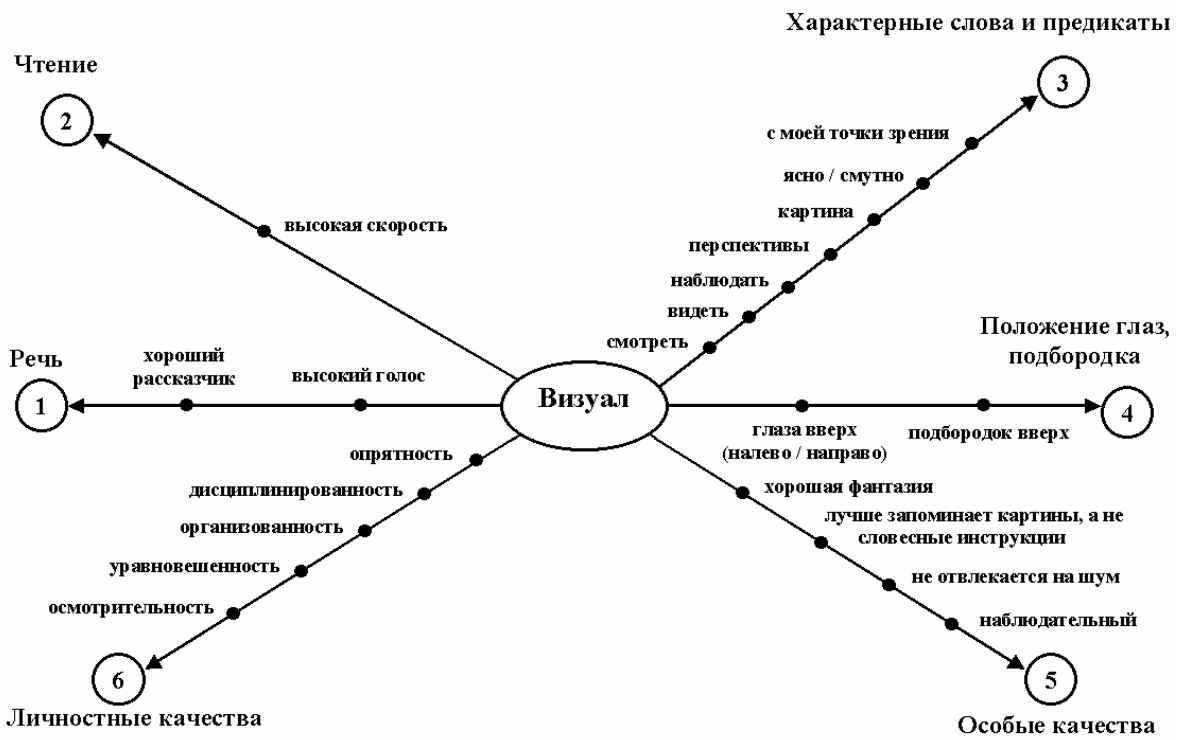 Характерные слова и предикаты
3
с моей точки зрения
ясно / смутно
картина
перспективы
наблюдать
видеть
смотреть
Чтение
2
высокая скорость
Речь
1
хороший
рассказчик
высокий голос
Визуал
Положение глаз,
подбородка
4
глаза вверх
(налево / направо)
подбородок вверх
опрятность
дисциплинированность
организованность
уравновешенность
осмотрительность
6
Личностные качества
хорошая фантазия
лучше запоминает картины, а не
словесные инструкции
не отвлекается на шум
наблюдательный
5
Особые качества